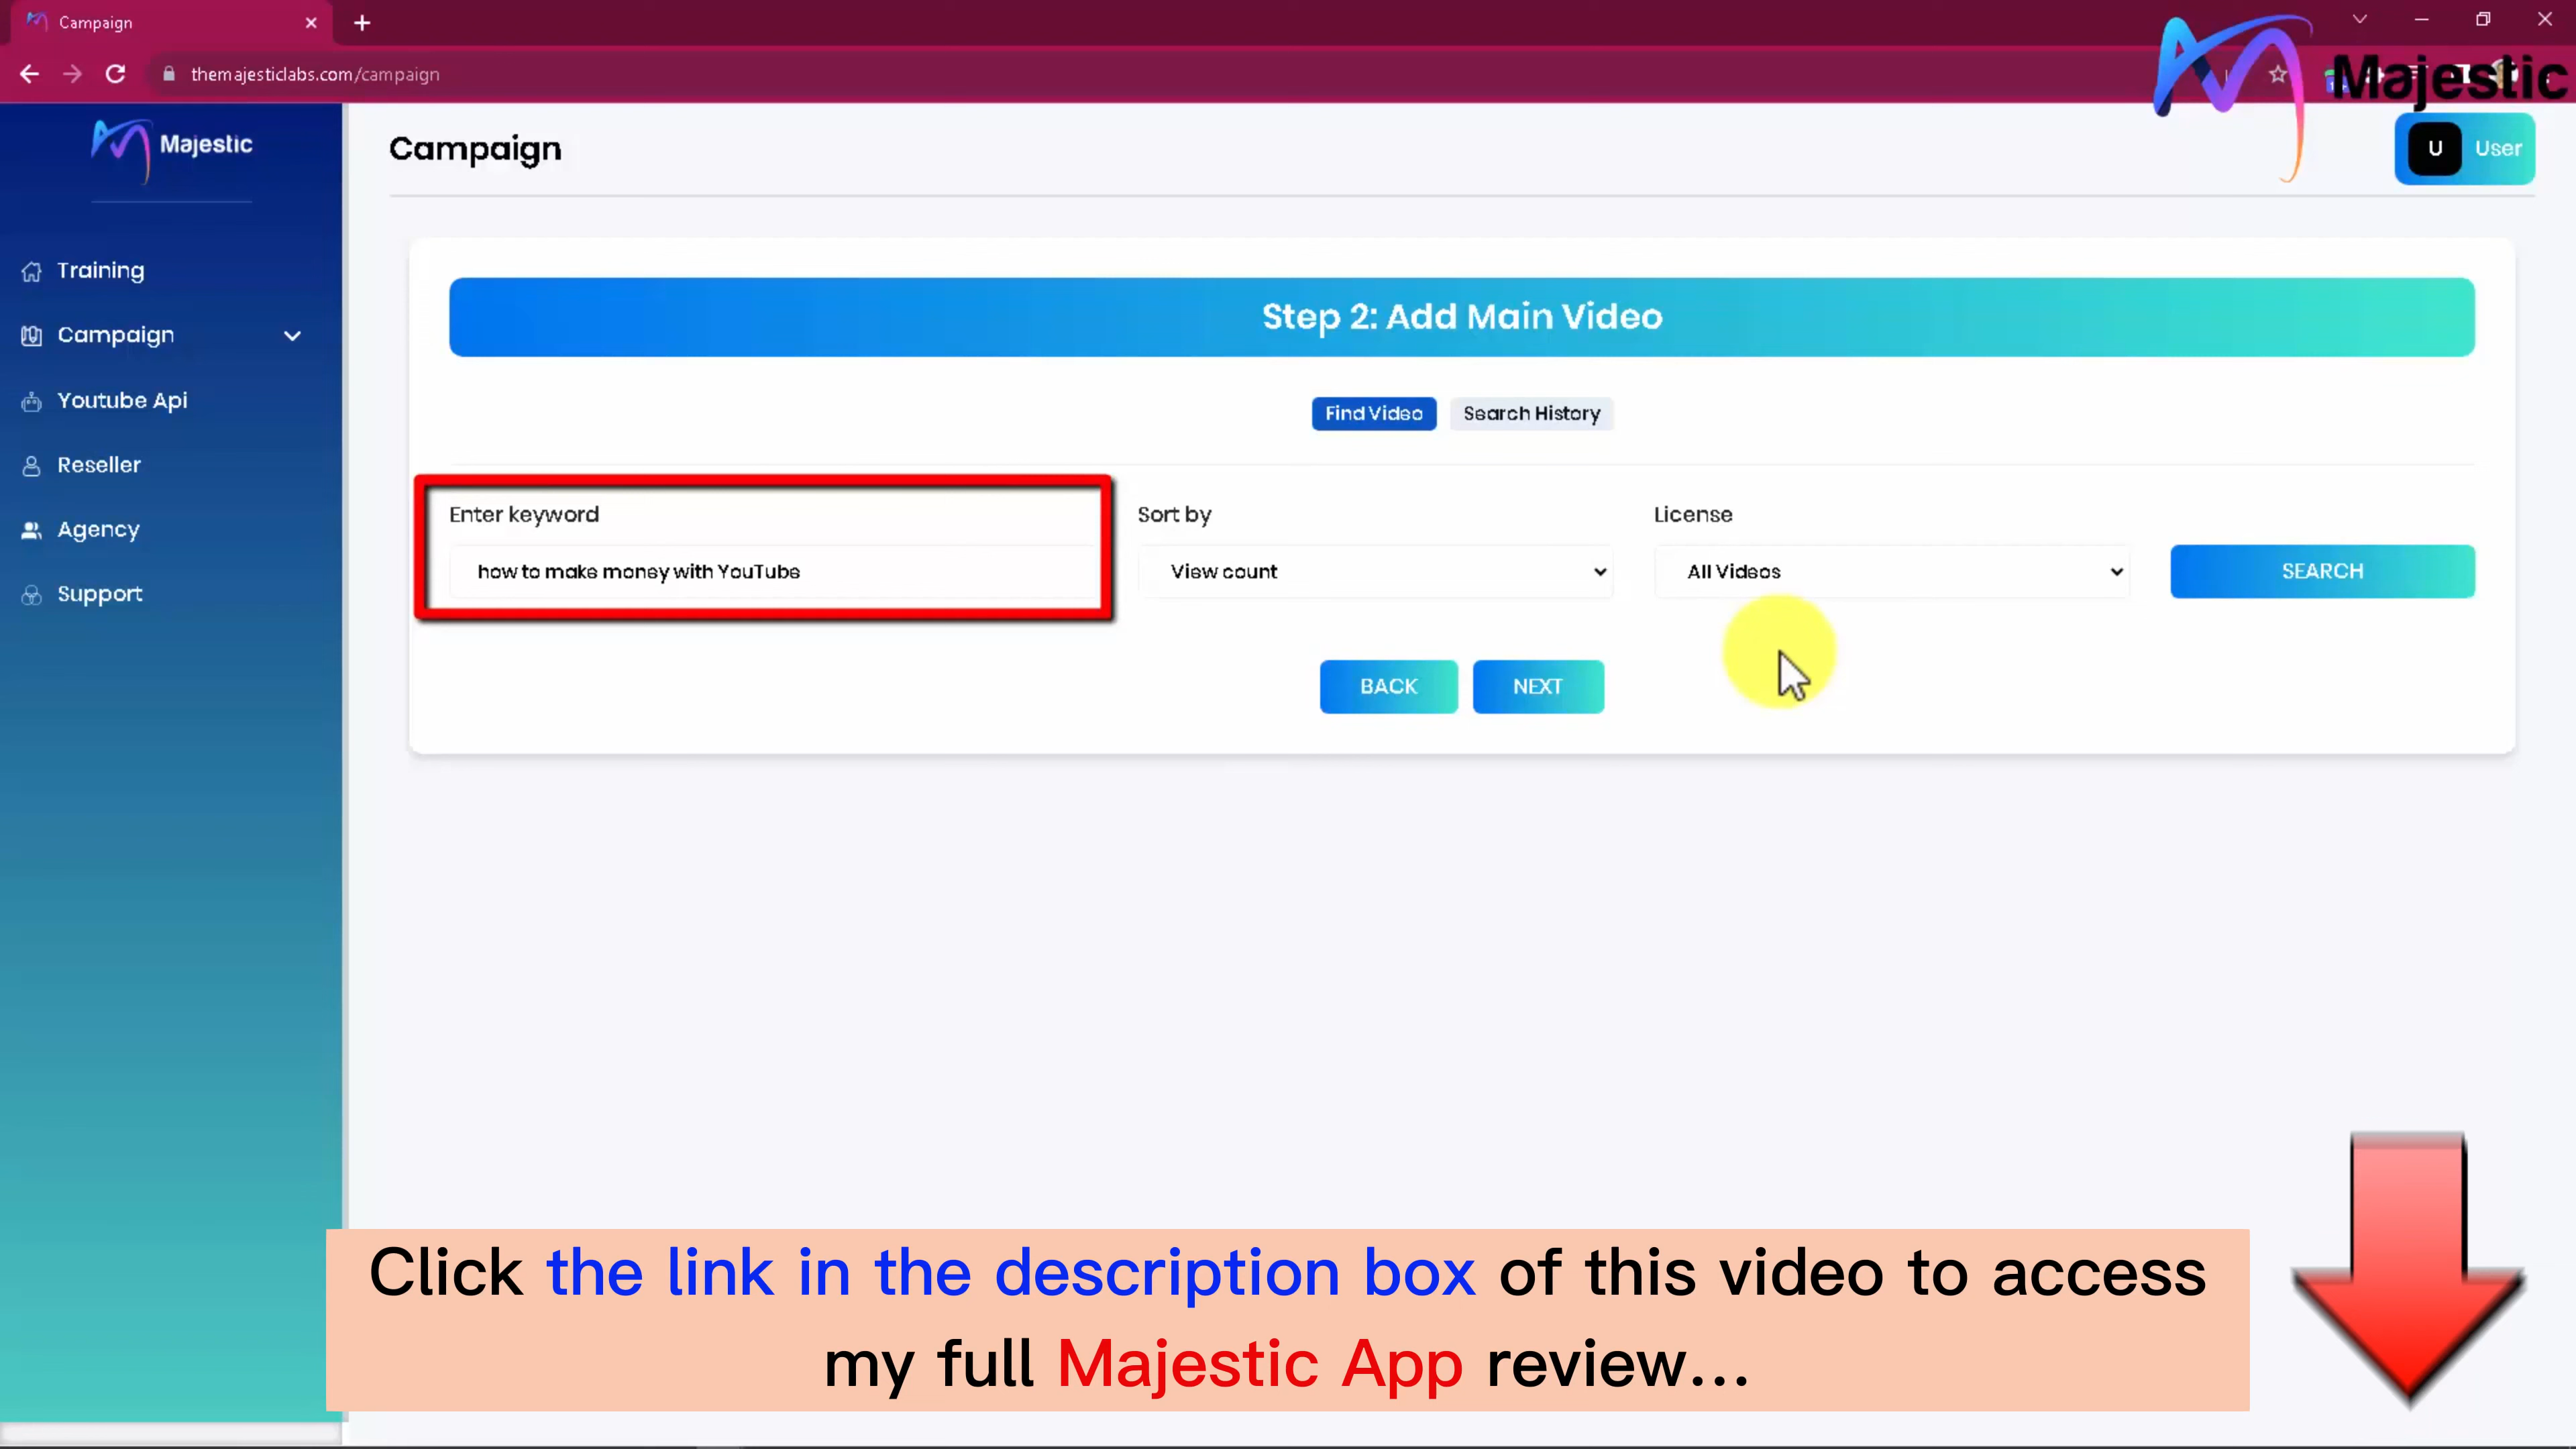 Campaign
themajesticlabs.com/campaign
Majestic
Majestic
Campaign
U User
Training
Campaign
Youtube Api
Reseller
Agency
Support
Step 2: Add Main Video
Find Video Search History
Enter keyword Sort by License
how to make money with YouTube View count All Videos SEARCH
BACK NEXT
Click the link in the description box of this video to access
my full Majestic App review...